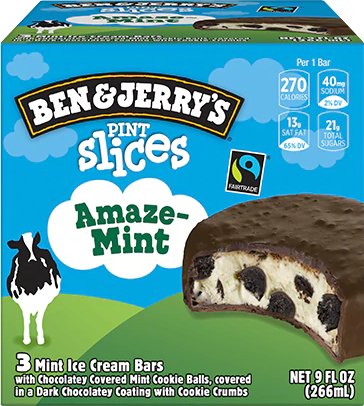 BEN & JERRY'S
PINT
slices
Amaze-
Mint
Per 1 Bar
270
CALORIES
40mg
SODIUM
2% DV
13g
SAT FAT
65% DV
21g
TOTAL
SUGARS
FAIRTRADE
3 Mint Ice Cream Bars
with Chocolatey Covered Mint Cookie Balls, covered
in a Dark Chocolatey Coating with Cookie Crumbs
NET 9 FL OZ
(266mL)